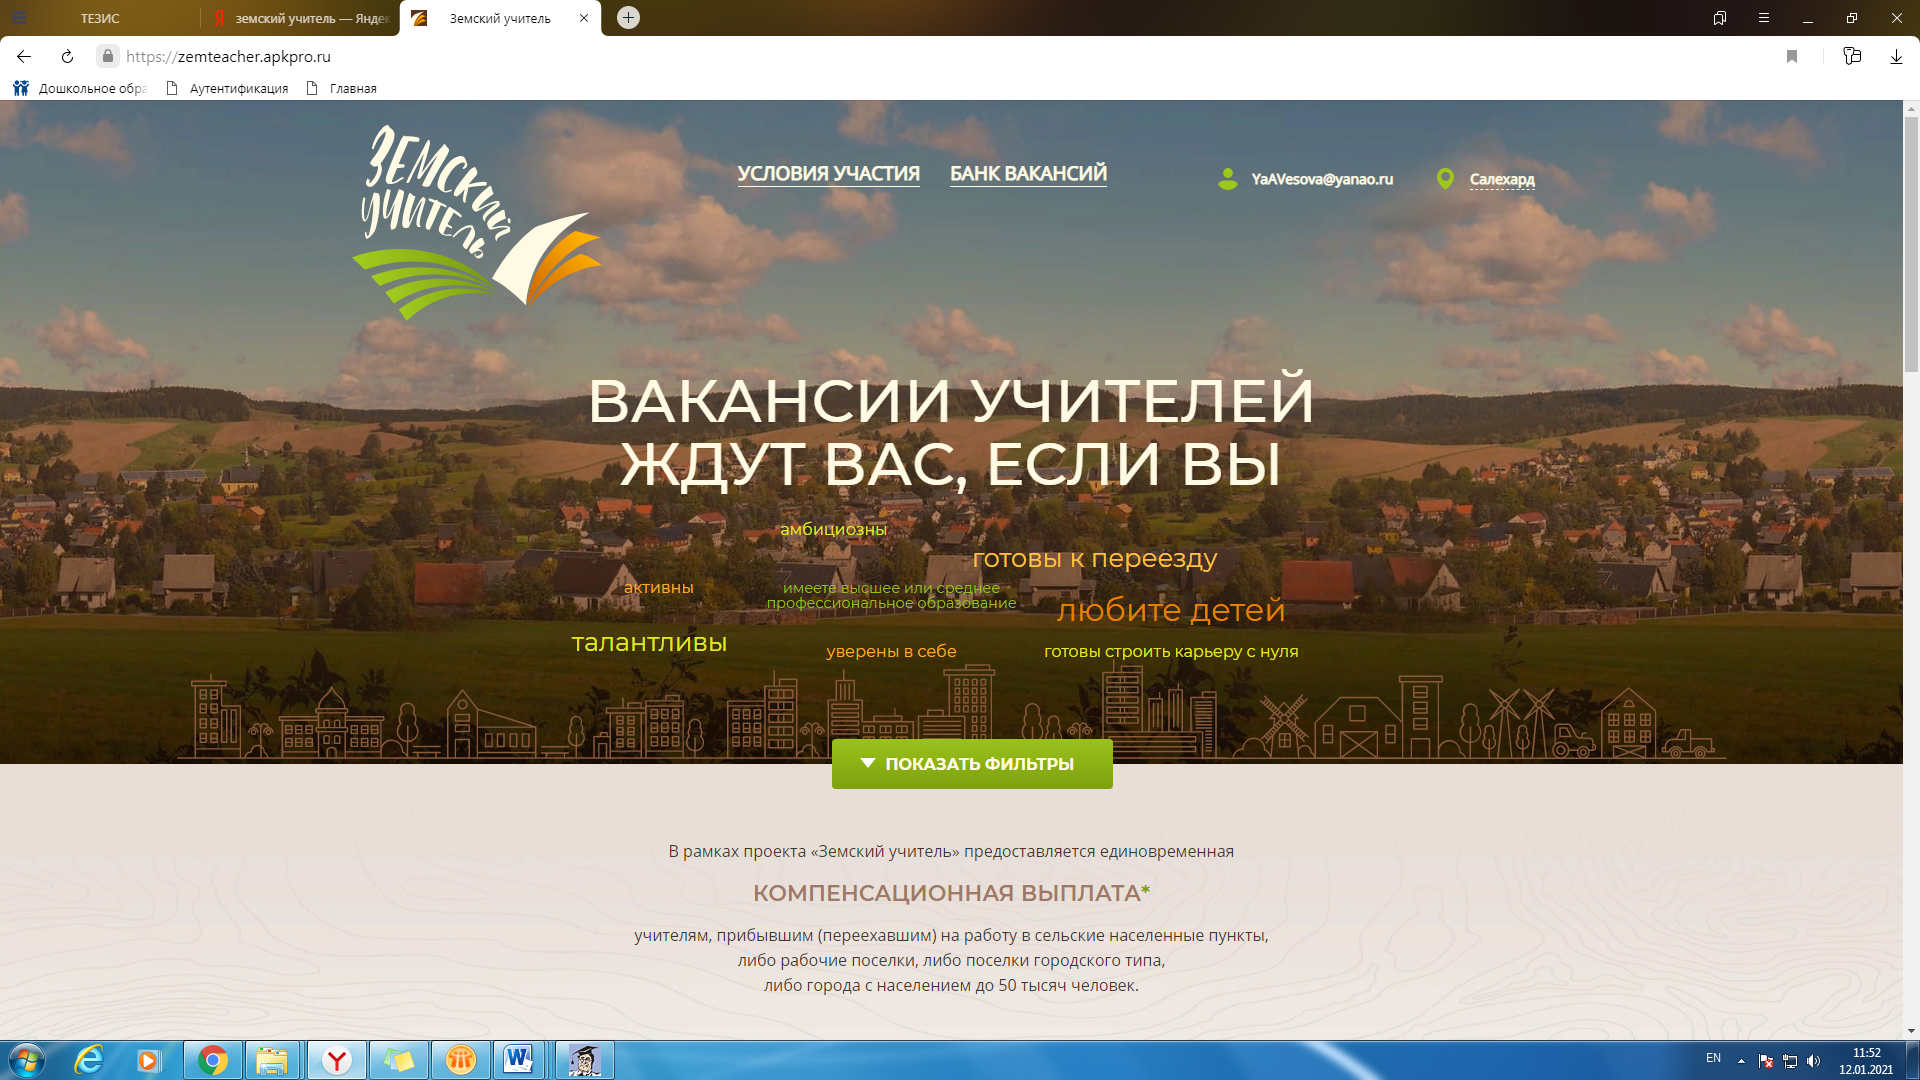 ТЕЗИС
земский учитель — Яндек
Земский учитель
https://zemteacher.apkpro.ru
Дошкольное обра
Аутентификация
Главная
ЗЕМСКИЙ
УЧИТЕЛЬ
УСЛОВИЯ УЧАСТИЯ
БАНК ВАКАНСИЙ
YaAVesova@yanao.ru
Салехард
ВАКАНСИИ УЧИТЕЛЕЙ
ЖДУТ ВАС, ЕСЛИ ВЫ
амбициозны
готовы к переезду
активны
имеете высшее или среднее
профессиональное образование
любите детей
талантливы
уверены в себе
готовы строить карьеру с нуля
ПОКАЗАТЬ ФИЛЬТРЫ
В рамках проекта «Земский учитель» предоставляется единовременная
КОМПЕНСАЦИОННАЯ ВЫПЛАТА*
учителям, прибывшим (переехавшим) на работу в сельские населенные пункты,
либо рабочие поселки, либо поселки городского типа,
либо города с населением до 50 тысяч человек.
EN
11:52
12.01.2021